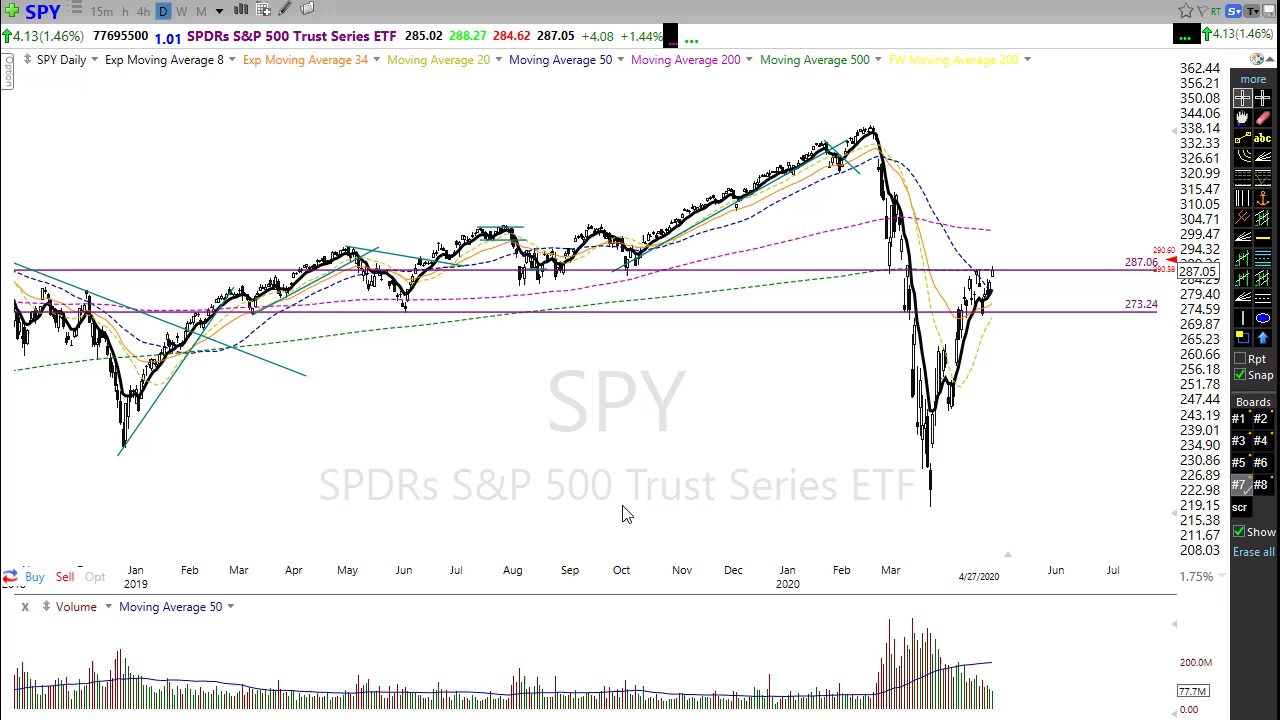 SPY 15m h 4h D W M RT S T
4.13(1.46%) 77695500 1.01 SPDRs S&P 500 Trust Series ETF 285.02 288.27 284.62 287.05 +4.08 +1.44% ... ... 4.13(1.46%)
Option SPY Daily Exp Moving Average 8 Exp Moving Average 34 Moving Average 20 Moving Average 50 Moving Average 200 Moving Average 500 FW Moving Average 200
362.44
more
356.21
350.08
344.06
abc
338.14
332.33
326.61
320.99
315.47
310.05
304.71
299.47
290.60 294.32
287.06
290.58 287.05
284.29
279.40
273.24 274.59
269.87
265.23
260.66 Rpt
256.18 Snap
251.78
SPY
247.44 Boards
243.19 #1 #2
239.01
234.90 #3 #4
230.86 #5 #6
226.89
SPDRs S&P 500 Trust Series ETF
222.98 #7 #8
219.15 scr
215.38
211.67 Show
208.03 Erase all
Jan Feb Mar Apr May Jun Jul Aug Sep Oct Nov Dec Jan Feb Mar 4/27/2020 Jun Jul
2019 2020
Buy Sell Opt 1.75%
x Volume Moving Average 50
200.0M
77.7M
0.00